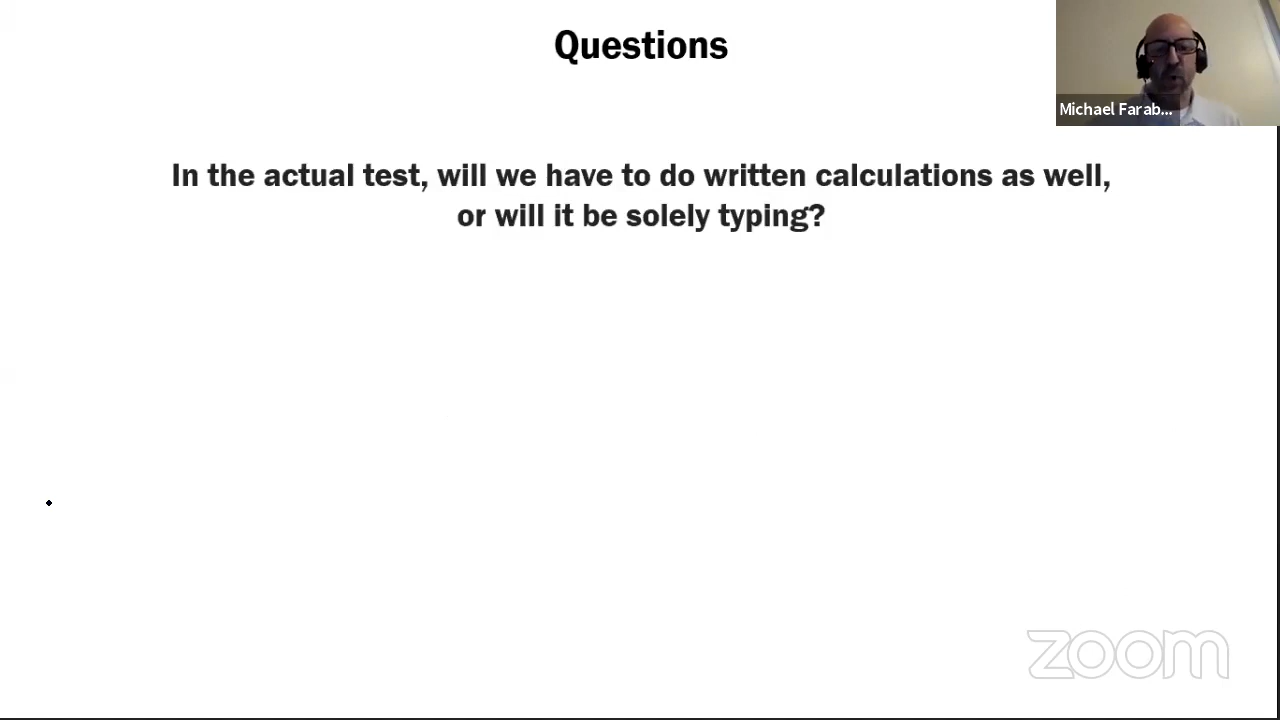 Questions
Michael Farab...
In the actual test, will we have to do written calculations as well,
or will it be solely typing?
zoom